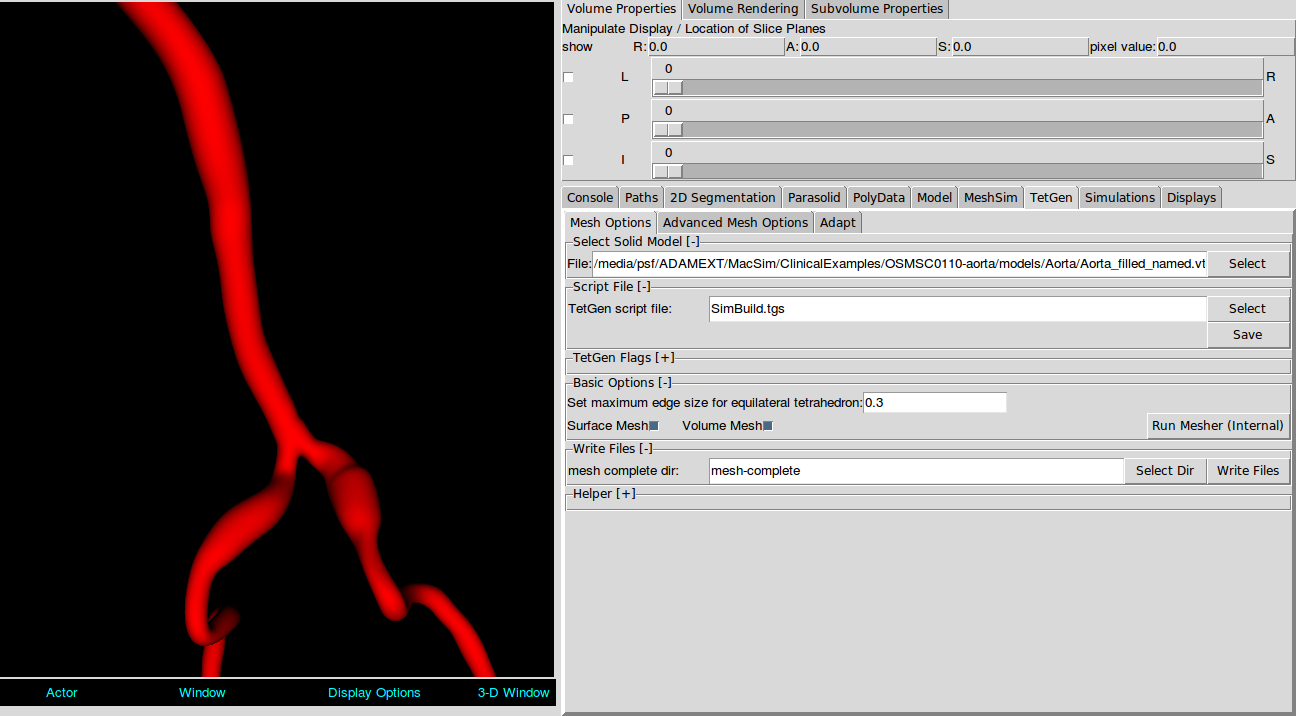 Volume Properties Volume Rendering Subvolume Properties
Manipulate Display / Location of Slice Planes
show R: 0.0 A: 0.0 S: 0.0 pixel value: 0.0
0
L R
0
P A
0
I S
Console Paths 2D Segmentation Parasolid PolyData Model MeshSim TetGen Simulations Displays
Mesh Options Advanced Mesh Options Adapt
Select Solid Model [-]
File: /media/psf/ADAMEXT/MacSim/ClinicalExamples/OSMSC0110-aorta/models/Aorta/Aorta_filled_named.vt Select
Script File [-]
TetGen script file: SimBuild.tgs Select
Save
TetGen Flags [+]
Basic Options [-]
Set maximum edge size for equilateral tetrahedron: 0.3
Surface Mesh Volume Mesh Run Mesher (Internal)
Write Files [-]
mesh complete dir: mesh-complete Select Dir Write Files
Helper [+]
Actor Window Display Options 3-D Window